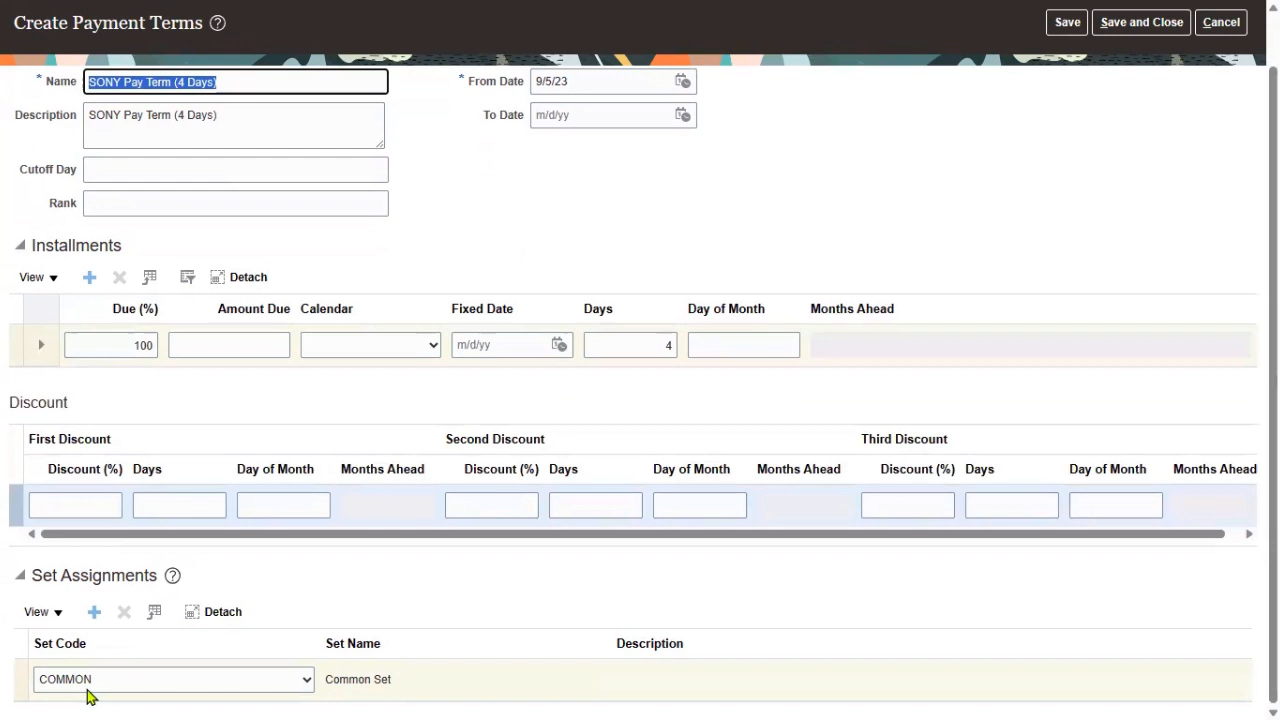 Create Payment Terms ?
Save Save and Close Cancel
* Name SONY Pay Term (4 Days) * From Date 9/5/23
Description SONY Pay Term (4 Days) To Date m/d/yy
Cutoff Day
Rank
Installments
View Detach
Due (%) Amount Due Calendar Fixed Date Days Day of Month Months Ahead
100 m/d/yy 4
Discount
First Discount Second Discount Third Discount
Discount (%) Days Day of Month Months Ahead Discount (%) Days Day of Month Months Ahead Discount (%) Days Day of Month Months Ahead
Set Assignments ?
View Detach
Set Code Set Name Description
COMMON Common Set